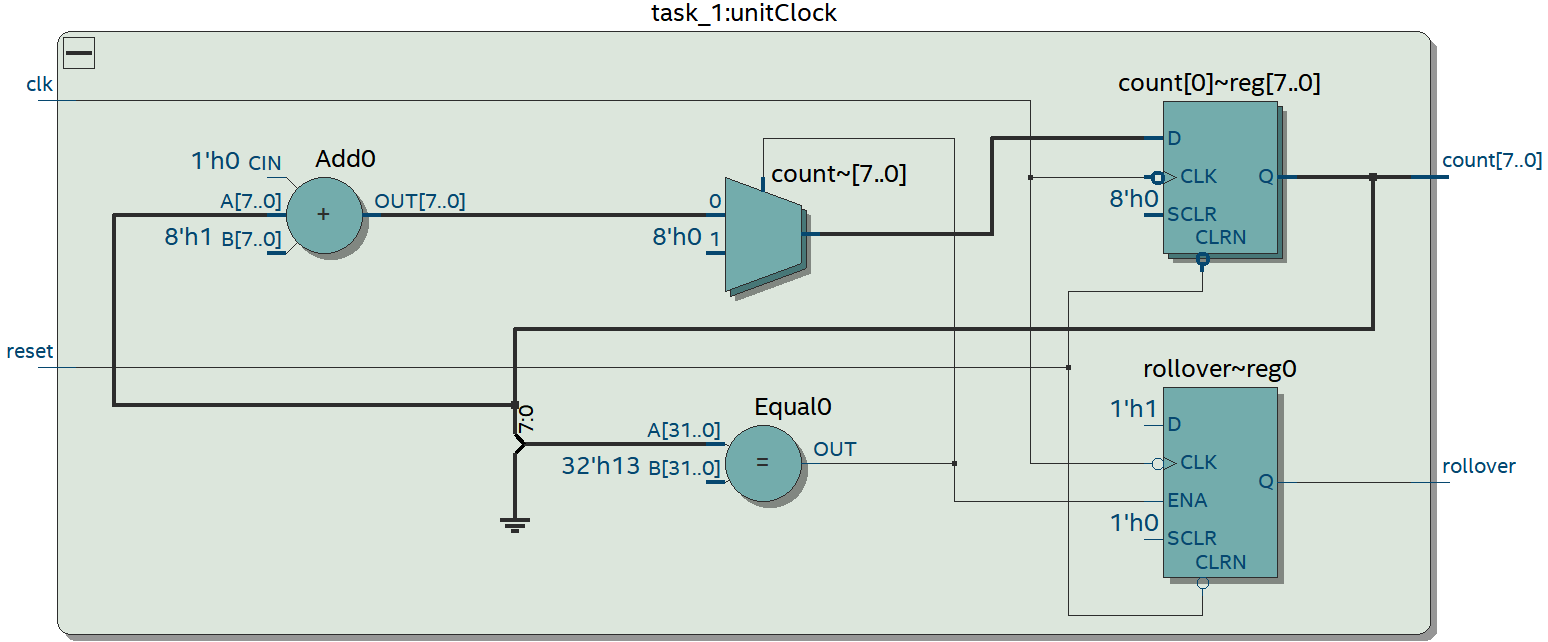 task_1:unitClock
clk
count[0]~reg[7..0]
1'h0 CIN
Add0
A[7..0]
OUT[7..0]
8'h1 B[7..0]
+
count~[7..0]
0
8'h0 1
D
CLK
Q
8'h0 SCLR
CLRN
count[7..0]
reset
7:0
Equal0
A[31..0]
32'h13 B[31..0]
=
OUT
rollover~reg0
1'h1 D
CLK
Q
ENA
1'h0 SCLR
CLRN
rollover